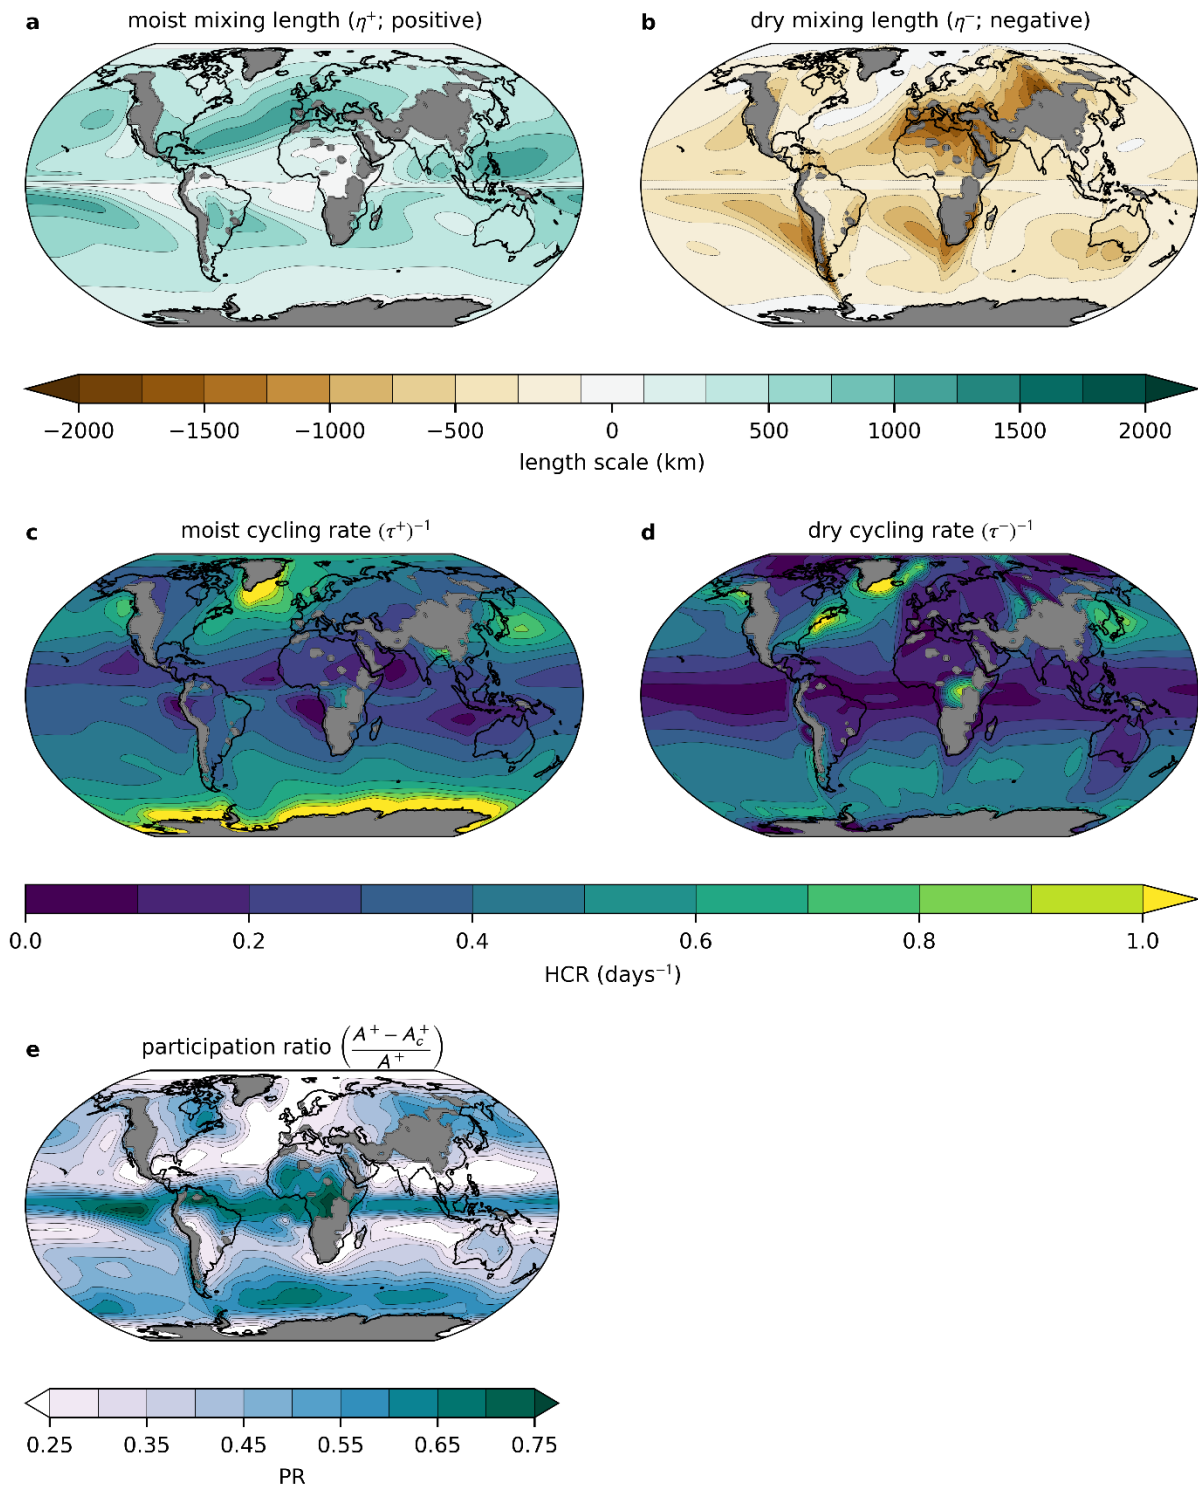 a moist mixing length (η⁺; positive)
b dry mixing length (η⁻; negative)
−2000 −1500 −1000 −500 0 500 1000 1500 2000
length scale (km)
c moist cycling rate (τ⁺)⁻¹
d dry cycling rate (τ⁻)⁻¹
0.0 0.2 0.4 0.6 0.8 1.0
HCR (days⁻¹)
e participation ratio ((A⁺ − A_c⁺)/A⁺)
0.25 0.35 0.45 0.55 0.65 0.75
PR